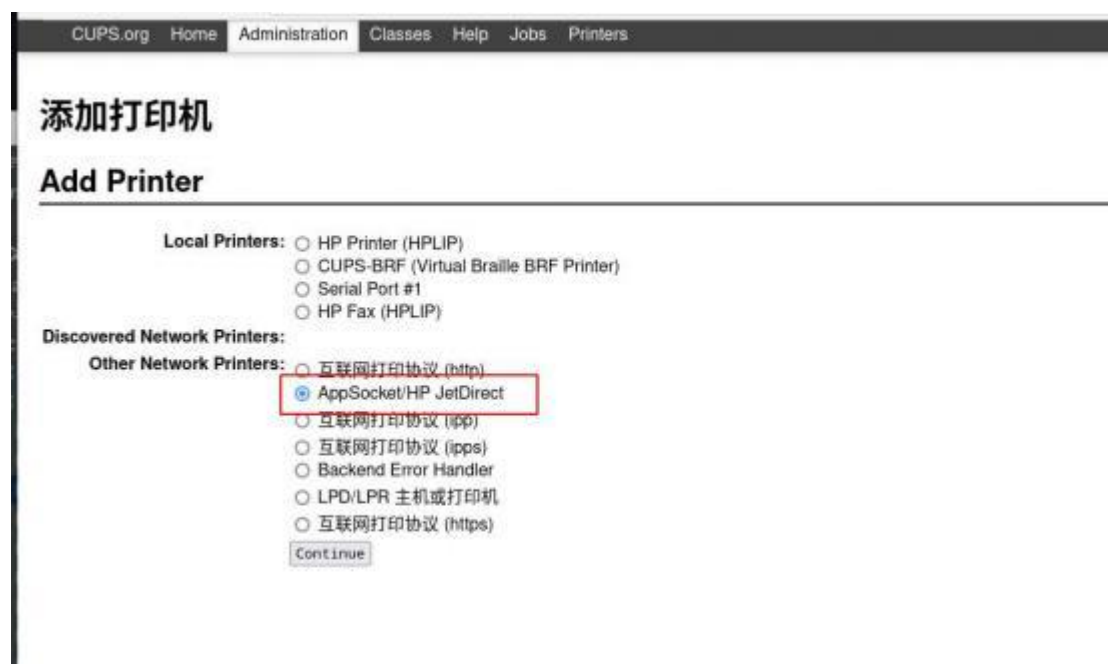 CUPS.org Home Administration Classes Help Jobs Printers
添加打印机
Add Printer
Local Printers: HP Printer (HPLIP)
CUPS-BRF (Virtual Braille BRF Printer)
Serial Port #1
HP Fax (HPLIP)
Discovered Network Printers:
Other Network Printers: 互联网打印协议 (http)
AppSocket/HP JetDirect
互联网打印协议 (ipp)
互联网打印协议 (ipps)
Backend Error Handler
LPD/LPR 主机或打印机
互联网打印协议 (https)
Continue